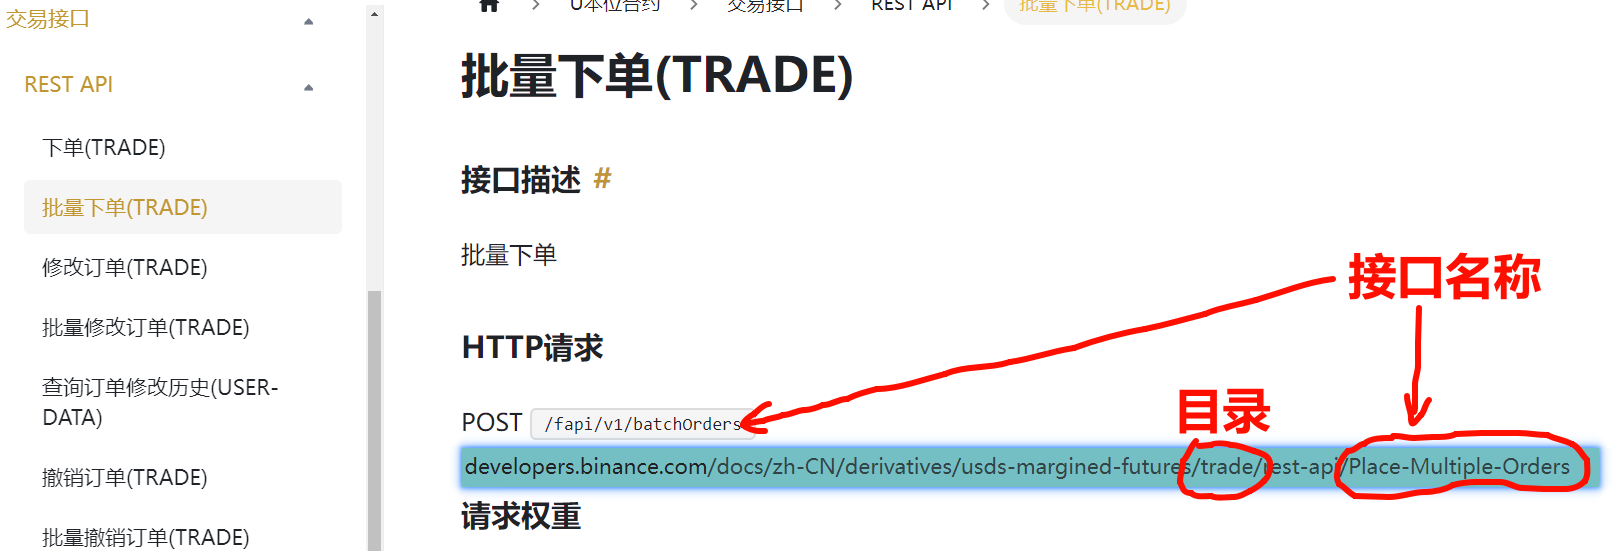 交易接口
REST API
下单(TRADE)
批量下单(TRADE)
修改订单(TRADE)
批量修改订单(TRADE)
查询订单修改历史(USER-
DATA)
撤销订单(TRADE)
批量撤销订单(TRADE)
U本位合约 > 交易接口 > REST API > 批量下单(TRADE)
批量下单(TRADE)
接口描述 #
批量下单
接口名称
HTTP请求
POST /fapi/v1/batchOrders
目录
developers.binance.com/docs/zh-CN/derivatives/usds-margined-futures/trade/rest-api/Place-Multiple-Orders
请求权重